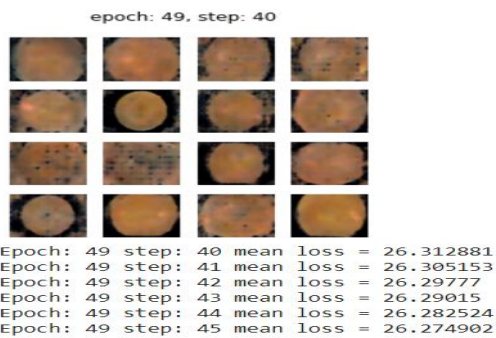 epoch: 49, step: 40
Epoch: 49 step: 40 mean loss = 26.312881
Epoch: 49 step: 41 mean loss = 26.305153
Epoch: 49 step: 42 mean loss = 26.29777
Epoch: 49 step: 43 mean loss = 26.29015
Epoch: 49 step: 44 mean loss = 26.282524
Epoch: 49 step: 45 mean loss = 26.274902